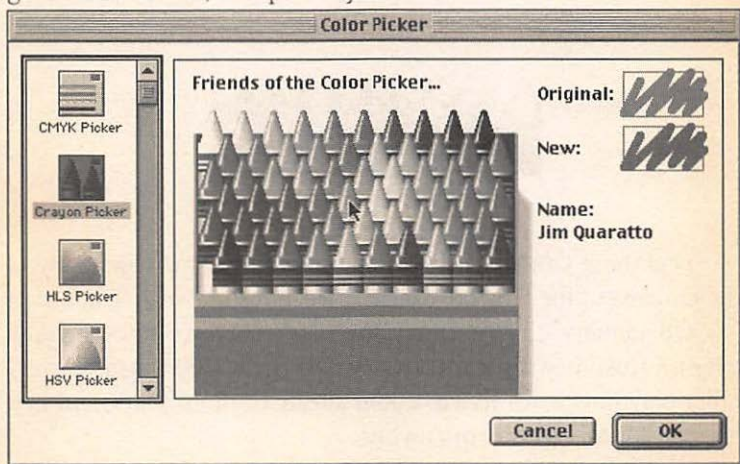 Color Picker
CMYK Picker
Crayon Picker
HLS Picker
HSV Picker
Friends of the Color Picker...
Original:
New:
Name:
Jim Quaratto
Cancel
OK